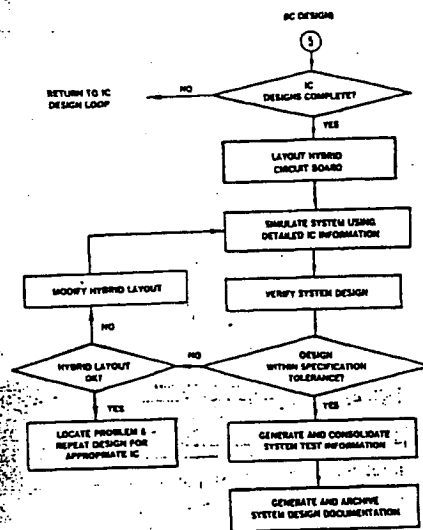 (IC DESIGN)
5
IC
DESIGNS COMPLETE?
NO
RETURN TO IC
DESIGN LOOP
YES
LAYOUT HYBRID
CIRCUIT BOARD
SIMULATE SYSTEM USING
DETAILED IC INFORMATION
MODIFY HYBRID LAYOUT
VERIFY SYSTEM DESIGN
NO
HYBRID LAYOUT
OK?
NO
DESIGN
WITHIN SPECIFICATION
TOLERANCE?
YES
YES
LOCATE PROBLEM &
REPEAT DESIGN FOR
APPROPRIATE IC
GENERATE AND CONSOLIDATE
SYSTEM TEST INFORMATION
GENERATE AND ARCHIVE
SYSTEM DESIGN DOCUMENTATION